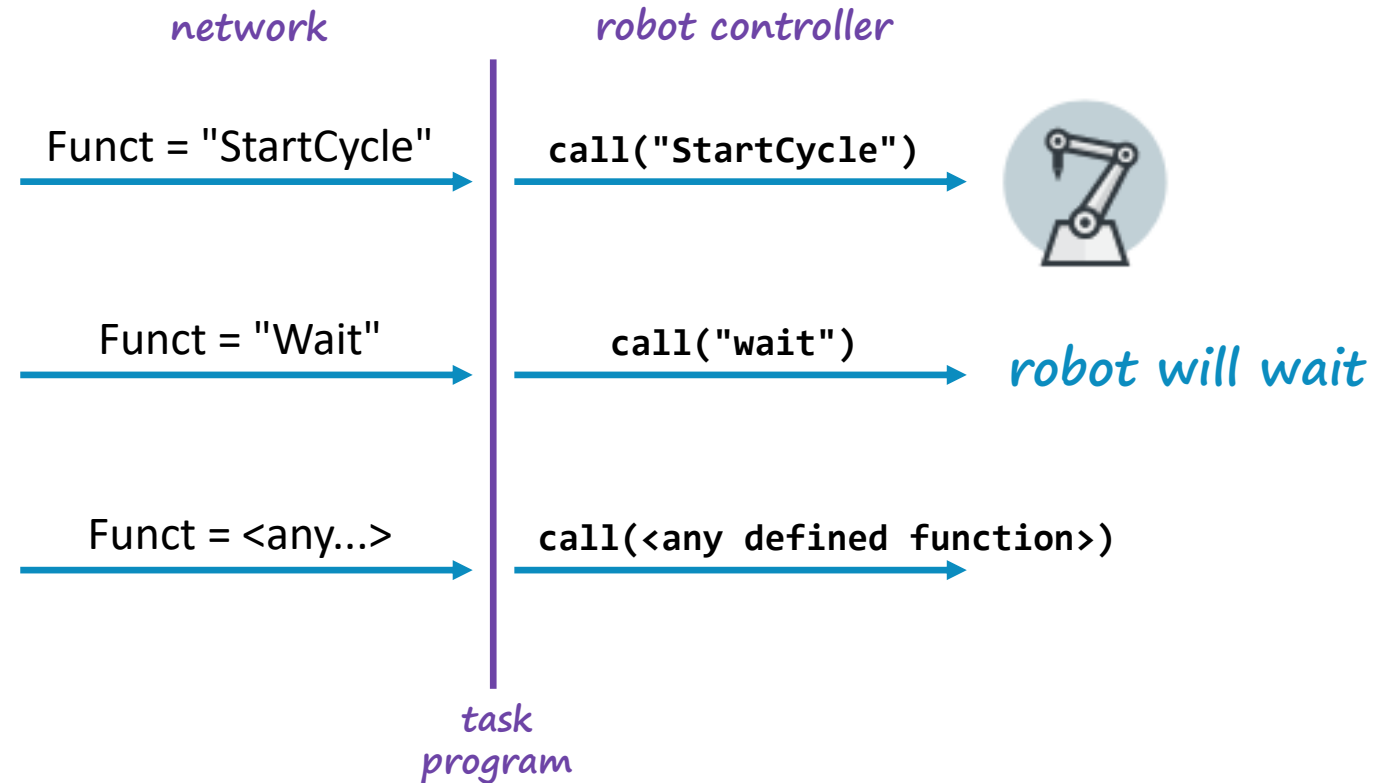 network
robot controller
Funct = "StartCycle"
call("StartCycle")
Funct = "Wait"
call("wait")
robot will wait
Funct = <any...>
call(<any defined function>)
task
program